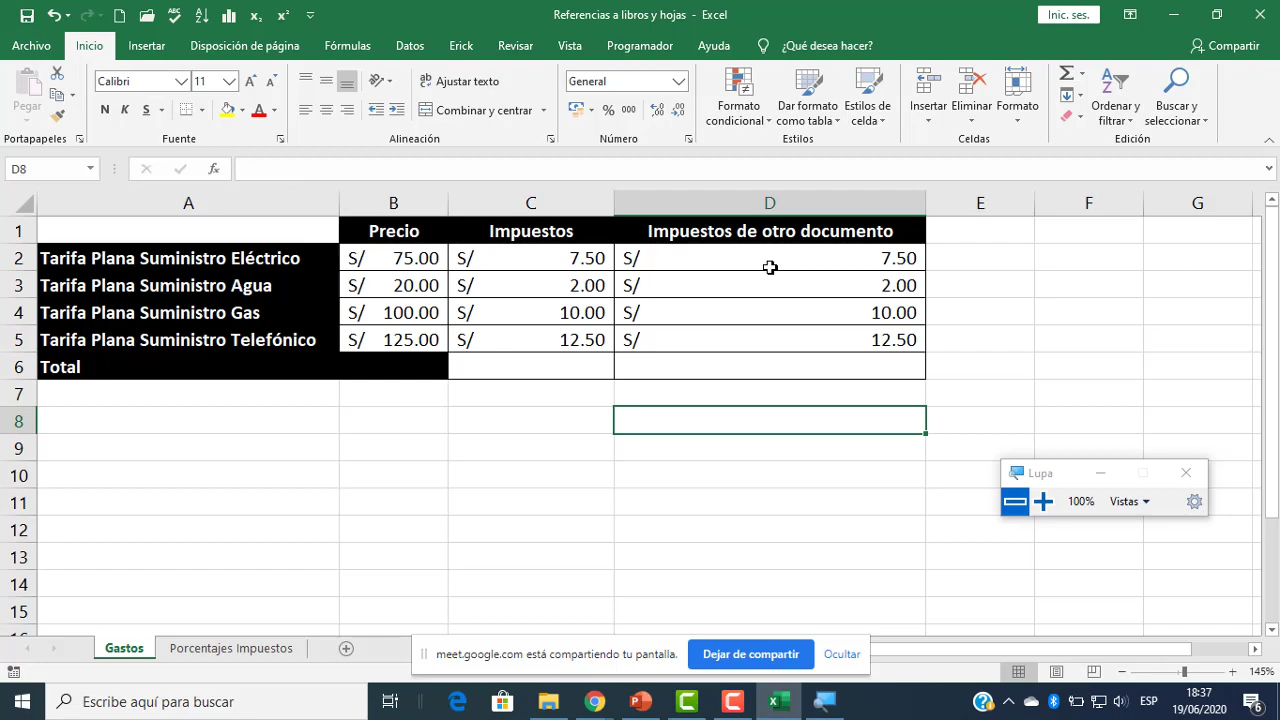 Referencias a libros y hojas - Excel
Inic. ses.
Archivo Inicio Insertar Disposición de página Fórmulas Datos Erick Revisar Vista Programador Ayuda ¿Qué desea hacer? Compartir
Pegar
Calibri 11
N K S
Ajustar texto
Combinar y centrar
General
% 000
Formato condicional
Dar formato como tabla
Estilos de celda
Insertar
Eliminar
Formato
Ordenar y filtrar
Buscar y seleccionar
Portapapeles Fuente Alineación Número Estilos Celdas Edición
D8 fx
A B C D E F G
1 Precio Impuestos Impuestos de otro documento
2 Tarifa Plana Suministro Eléctrico S/ 75.00 S/ 7.50 S/ 7.50
3 Tarifa Plana Suministro Agua S/ 20.00 S/ 2.00 S/ 2.00
4 Tarifa Plana Suministro Gas S/ 100.00 S/ 10.00 S/ 10.00
5 Tarifa Plana Suministro Telefónico S/ 125.00 S/ 12.50 S/ 12.50
6 Total
7
8
9
10
11
12
13
14
15
Lupa
100% Vistas
Gastos Porcentajes Impuestos
meet.google.com está compartiendo tu pantalla. Dejar de compartir Ocultar
145%
Escribe aquí para buscar
ESP
18:37
19/06/2020
6